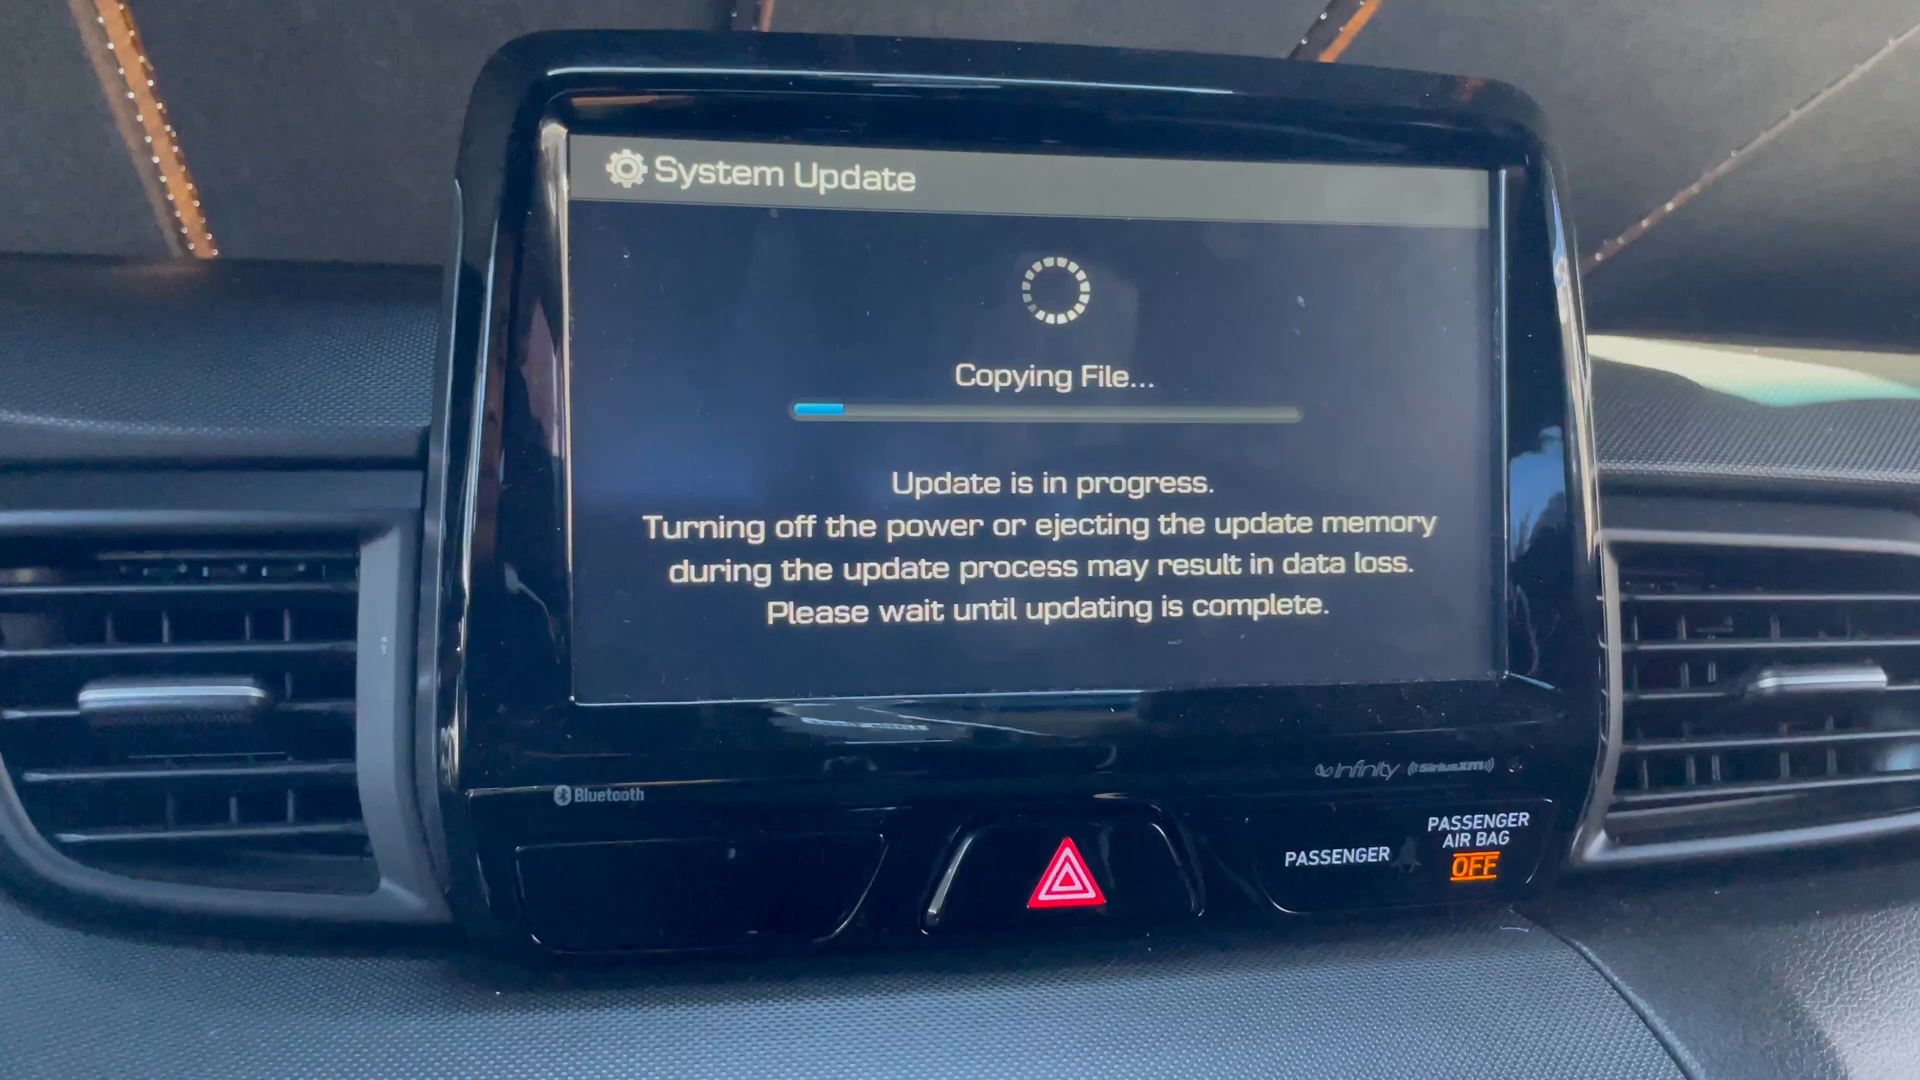 System Update
Copying File...
Update is in progress.
Turning off the power or ejecting the update memory
during the update process may result in data loss.
Please wait until updating is complete.
infinity SiriusXM
Bluetooth
PASSENGER
PASSENGER
AIR BAG
OFF